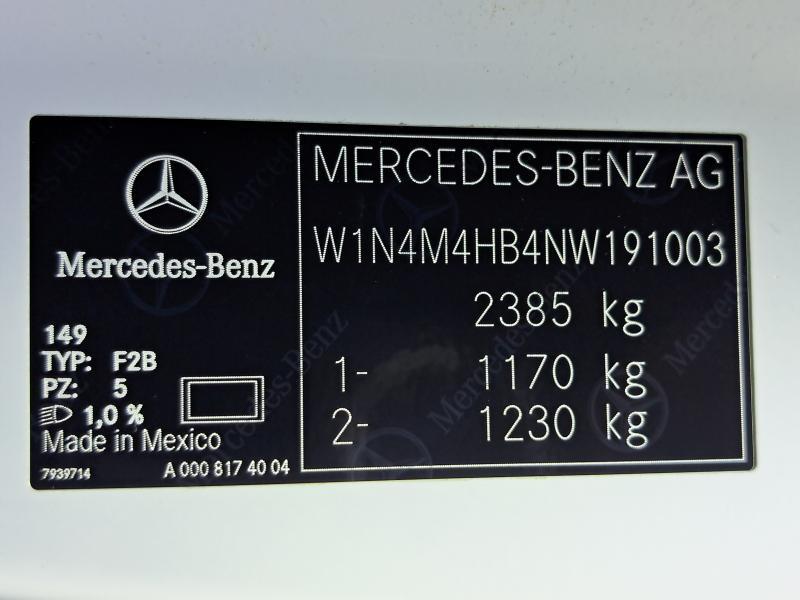 Mercedes-Benz
149
TYP: F2B
PZ: 5
1,0 %
Made in Mexico
7939714 A 000 817 40 04
MERCEDES-BENZ AG
W1N4M4HB4NW191003
2385 kg
1- 1170 kg
2- 1230 kg